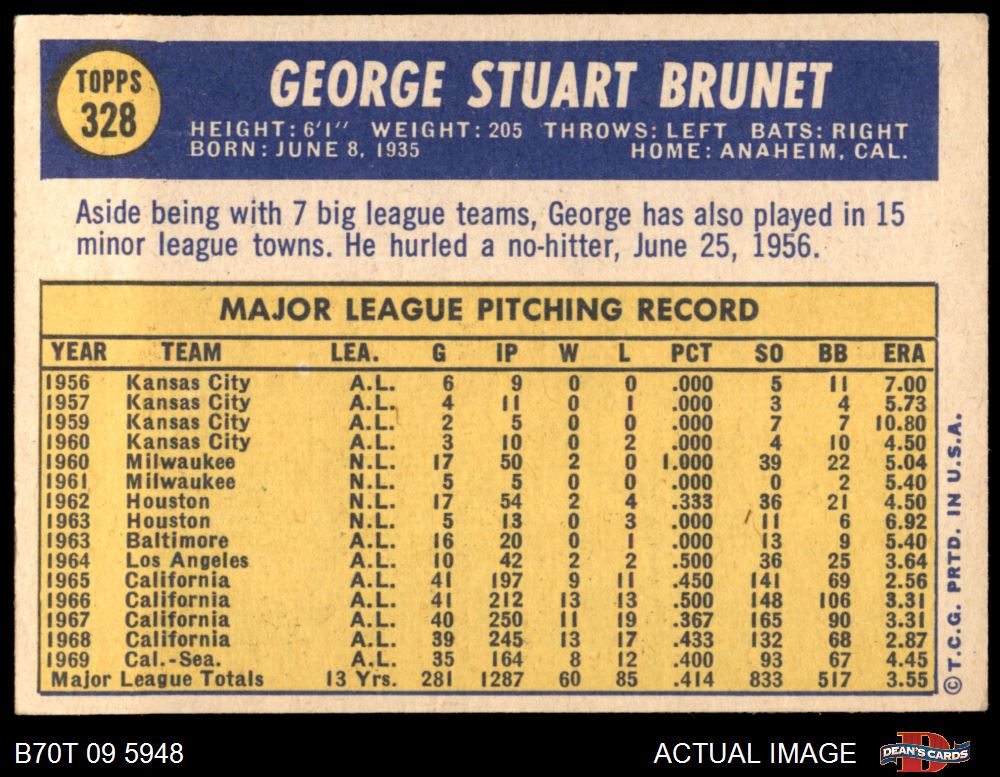 TOPPS
328
GEORGE STUART BRUNET
HEIGHT: 6'1" WEIGHT: 205 THROWS: LEFT BATS: RIGHT
BORN: JUNE 8, 1935 HOME: ANAHEIM, CAL.
Aside being with 7 big league teams, George has also played in 15
minor league towns. He hurled a no-hitter, June 25, 1956.
MAJOR LEAGUE PITCHING RECORD
YEAR TEAM LEA. G IP W L PCT SO BB ERA
1956 Kansas City A.L. 6 9 0 0 .000 5 11 7.00
1957 Kansas City A.L. 4 11 0 1 .000 3 4 5.73
1959 Kansas City A.L. 2 5 0 0 .000 7 7 10.80
1960 Kansas City A.L. 3 10 0 2 .000 4 10 4.50
1960 Milwaukee N.L. 17 50 2 0 1.000 39 22 5.04
1961 Milwaukee N.L. 5 5 0 0 .000 0 2 5.40
1962 Houston N.L. 17 54 2 4 .333 36 21 4.50
1963 Houston N.L. 5 13 0 3 .000 11 6 6.92
1963 Baltimore A.L. 16 20 0 1 .000 13 9 5.40
1964 Los Angeles A.L. 10 42 2 2 .500 36 25 3.64
1965 California A.L. 41 197 9 11 .450 141 69 2.56
1966 California A.L. 41 212 13 13 .500 148 106 3.31
1967 California A.L. 40 250 11 19 .367 165 90 3.31
1968 California A.L. 39 245 13 17 .433 132 68 2.87
1969 Cal.-Sea. A.L. 35 164 8 12 .400 93 67 4.45
Major League Totals 13 Yrs. 281 1287 60 85 .414 833 517 3.55
© T.C.G. PRTD. IN U.S.A.
B70T 09 5948 ACTUAL IMAGE DEAN'S CARDS